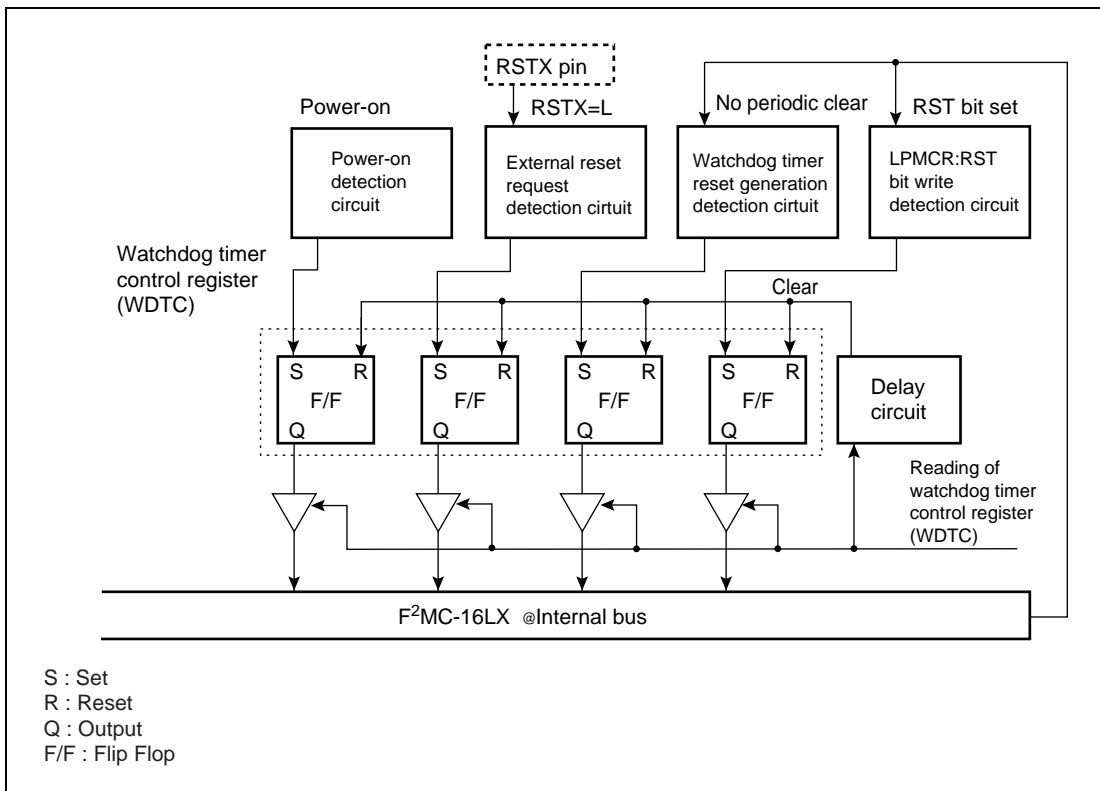 RSTX pin
Power-on
RSTX=L
No periodic clear
RST bit set
Power-on
detection
circuit
External reset
request
detection cirtuit
Watchdog timer
reset generation
detection cirtuit
LPMCR:RST
bit write
detection circuit
Watchdog timer
control register
(WDTC)
Clear
S R
F/F
Q
S R
F/F
Q
S R
F/F
Q
S R
F/F
Q
Delay
circuit
Reading of
watchdog timer
control register
(WDTC)
F²MC-16LX @Internal bus
S : Set
R : Reset
Q : Output
F/F : Flip Flop